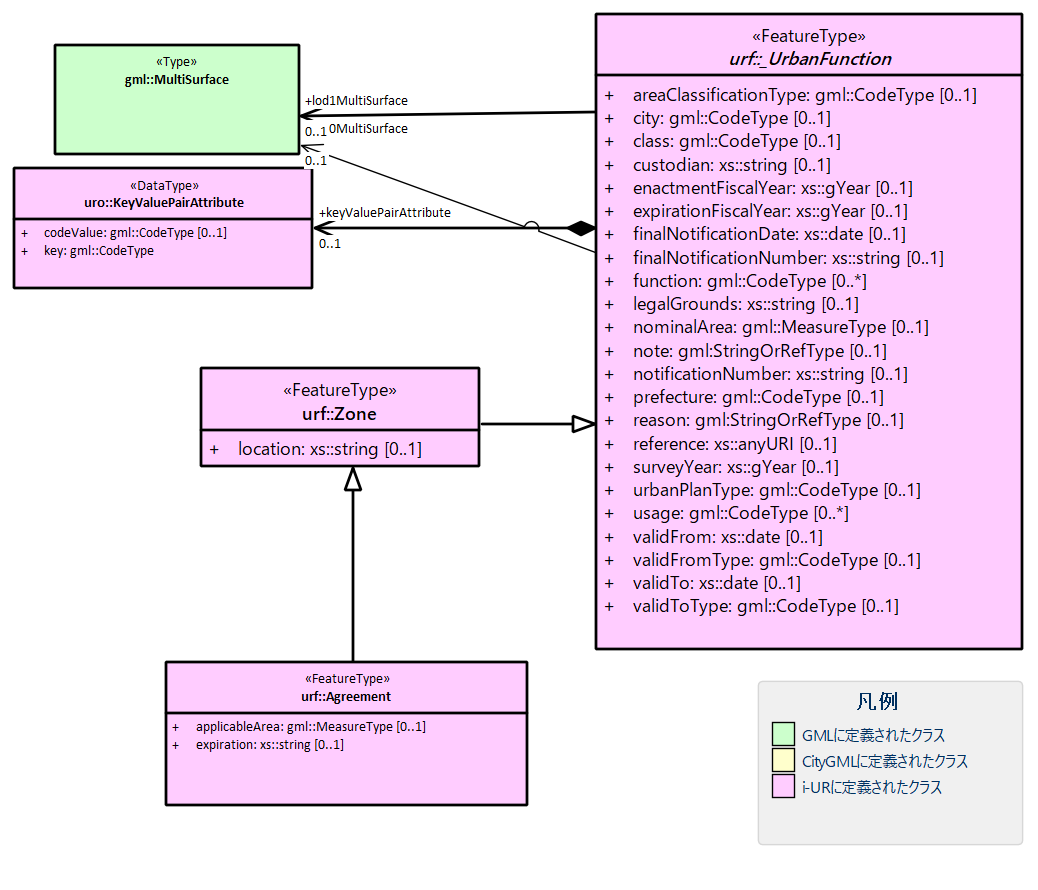 «FeatureType»
urf::_UrbanFunction
+ areaClassificationType: gml::CodeType [0..1]
+ city: gml::CodeType [0..1]
+ class: gml::CodeType [0..1]
+ custodian: xs::string [0..1]
+ enactmentFiscalYear: xs::gYear [0..1]
+ expirationFiscalYear: xs::gYear [0..1]
+ finalNotificationDate: xs::date [0..1]
+ finalNotificationNumber: xs::string [0..1]
+ function: gml::CodeType [0..*]
+ legalGrounds: xs::string [0..1]
+ nominalArea: gml::MeasureType [0..1]
+ note: gml:StringOrRefType [0..1]
+ notificationNumber: xs::string [0..1]
+ prefecture: gml::CodeType [0..1]
+ reason: gml:StringOrRefType [0..1]
+ reference: xs::anyURI [0..1]
+ surveyYear: xs::gYear [0..1]
+ urbanPlanType: gml::CodeType [0..1]
+ usage: gml::CodeType [0..*]
+ validFrom: xs::date [0..1]
+ validFromType: gml::CodeType [0..1]
+ validTo: xs::date [0..1]
+ validToType: gml::CodeType [0..1]
«Type»
gml::MultiSurface
+lod1MultiSurface
0..1
0MultiSurface
0..1
«DataType»
uro::KeyValuePairAttribute
+ codeValue: gml::CodeType [0..1]
+ key: gml::CodeType
+keyValuePairAttribute
0..1
«FeatureType»
urf::Zone
+ location: xs::string [0..1]
«FeatureType»
urf::Agreement
+ applicableArea: gml::MeasureType [0..1]
+ expiration: xs::string [0..1]
凡例
GMLに定義されたクラス
CityGMLに定義されたクラス
i-URに定義されたクラス